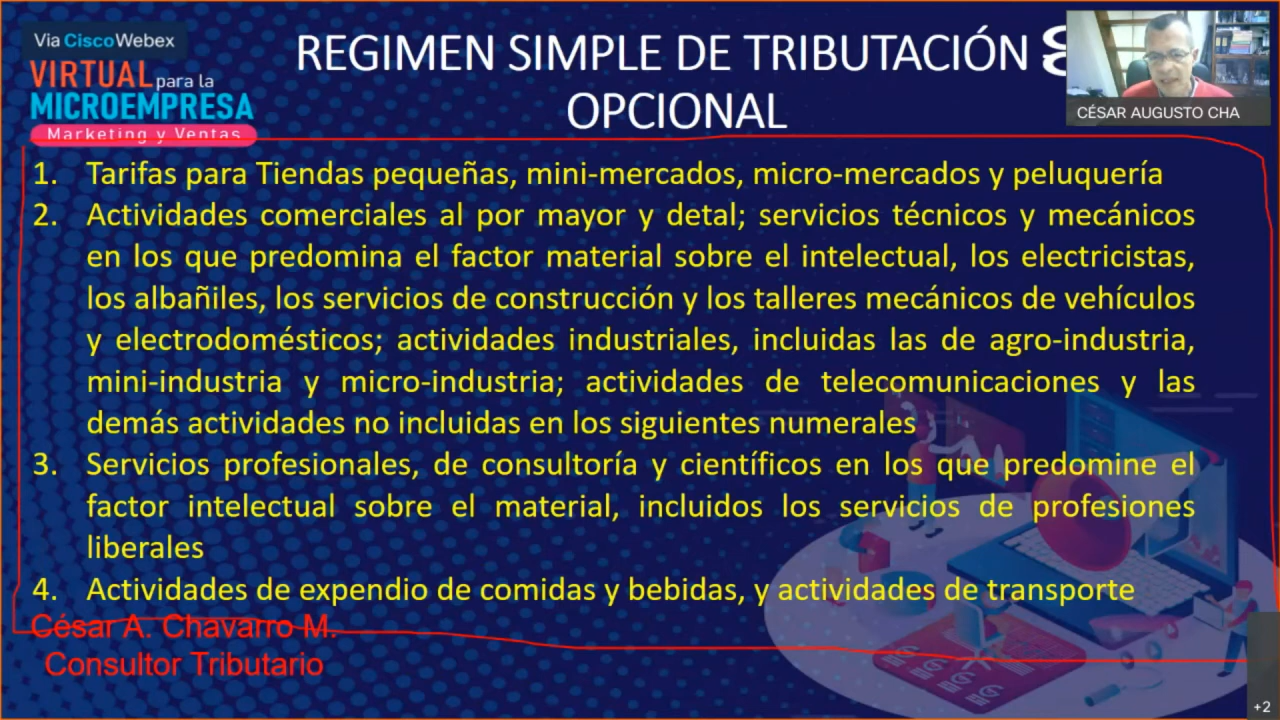 Via Cisco Webex
VIRTUAL para la
MICROEMPRESA
Marketing y Ventas
REGIMEN SIMPLE DE TRIBUTACIÓN
OPCIONAL
CÉSAR AUGUSTO CHA
1. Tarifas para Tiendas pequeñas, mini-mercados, micro-mercados y peluquería
2. Actividades comerciales al por mayor y detal; servicios técnicos y mecánicos
en los que predomina el factor material sobre el intelectual, los electricistas,
los albañiles, los servicios de construcción y los talleres mecánicos de vehículos
y electrodomésticos; actividades industriales, incluidas las de agro-industria,
mini-industria y micro-industria; actividades de telecomunicaciones y las
demás actividades no incluidas en los siguientes numerales
3. Servicios profesionales, de consultoría y científicos en los que predomine el
factor intelectual sobre el material, incluidos los servicios de profesiones
liberales
4. Actividades de expendio de comidas y bebidas, y actividades de transporte
César A. Chavarro M.
Consultor Tributario
+2